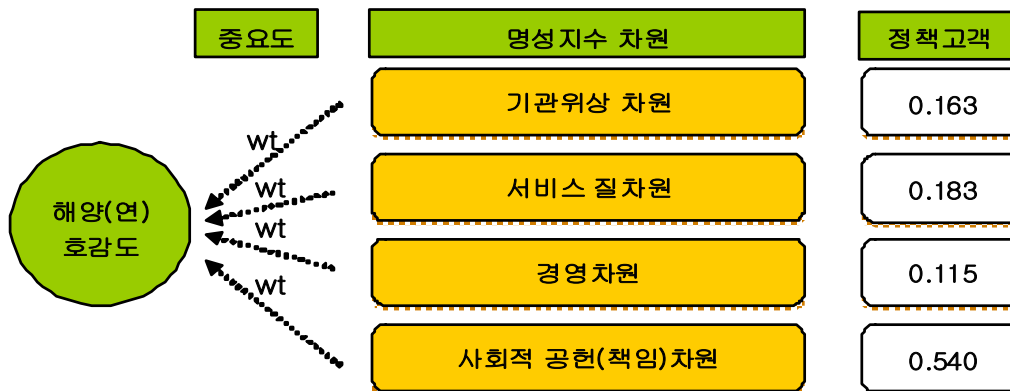 중요도 명성지수 차원 정책고객
기관위상 차원 0.163
wt
서비스 질차원 0.183
wt
해양(연)
호감도
wt
경영차원 0.115
wt
사회적 공헌(책임)차원 0.540